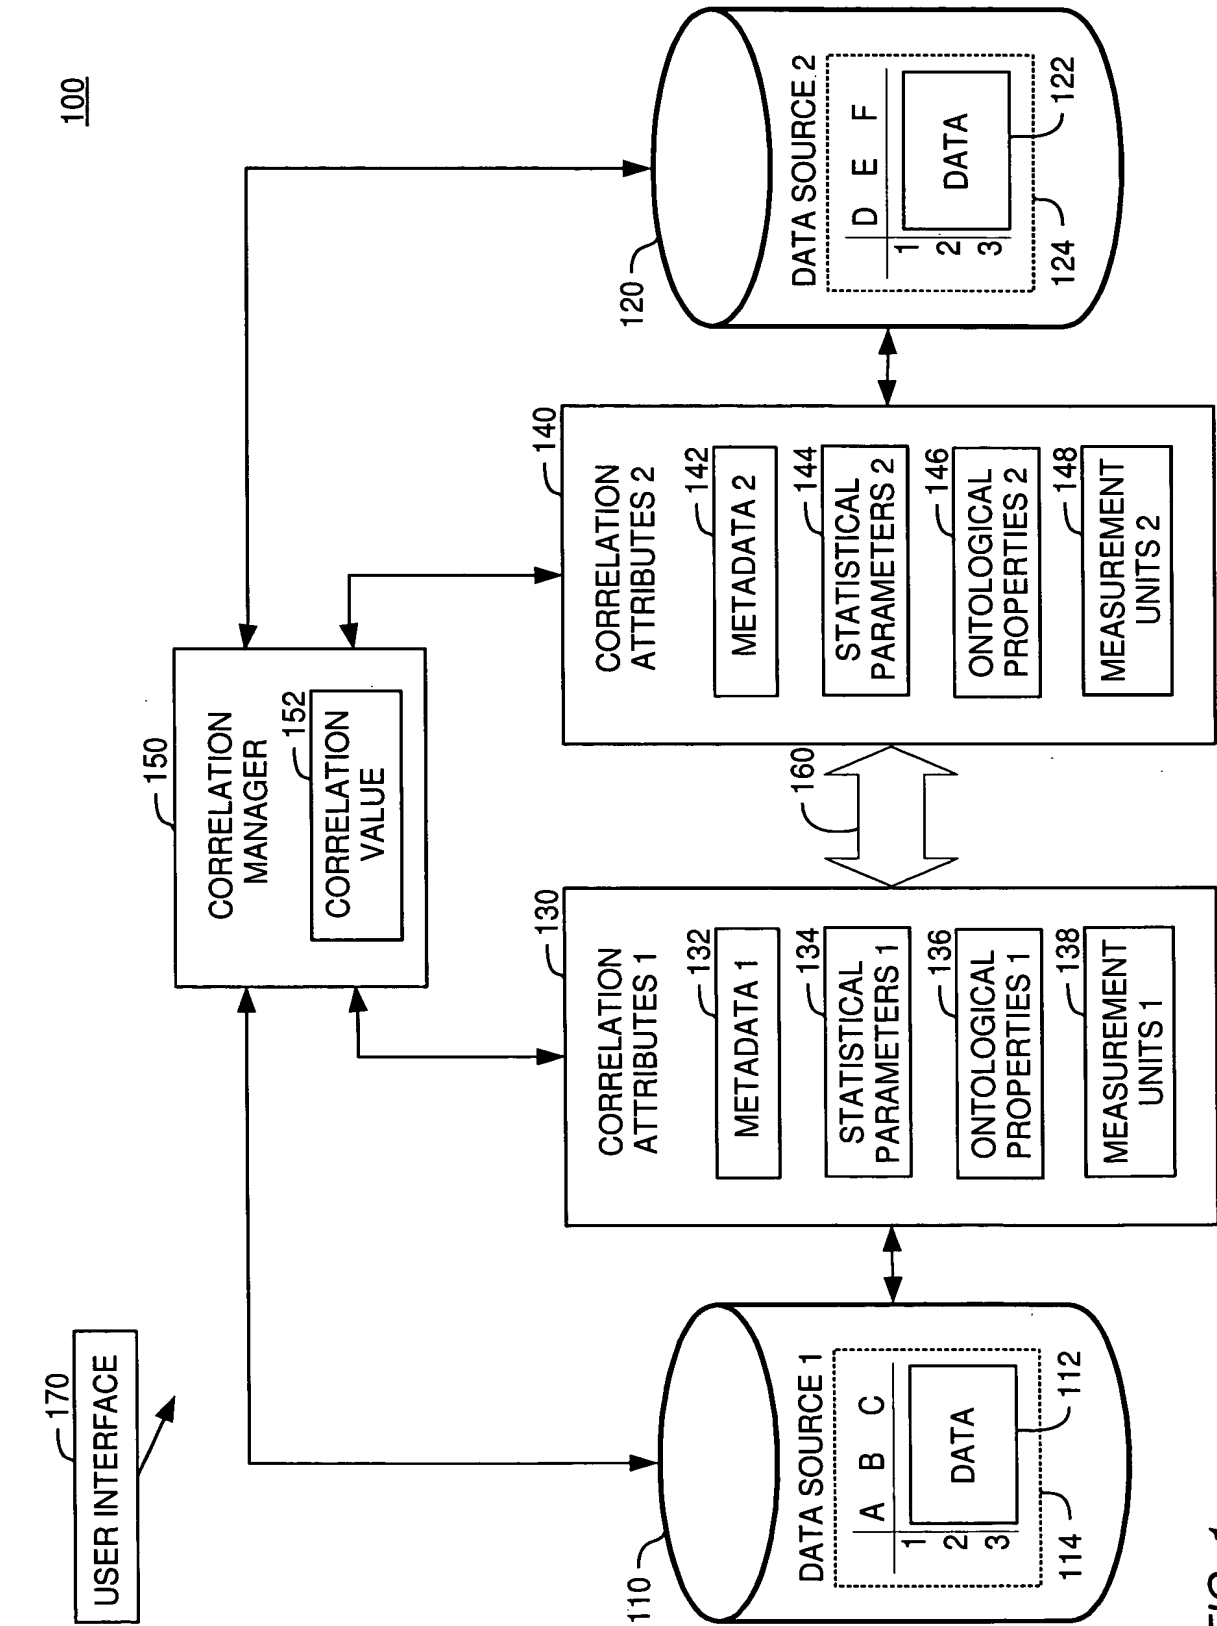 100
170
USER INTERFACE
150
CORRELATION
MANAGER
152
CORRELATION
VALUE
110
DATA SOURCE 1
A B C
1
2
3
DATA
112
114
130
CORRELATION
ATTRIBUTES 1
132
METADATA 1
134
STATISTICAL
PARAMETERS 1
136
ONTOLOGICAL
PROPERTIES 1
138
MEASUREMENT
UNITS 1
160
140
CORRELATION
ATTRIBUTES 2
142
METADATA 2
144
STATISTICAL
PARAMETERS 2
146
ONTOLOGICAL
PROPERTIES 2
148
MEASUREMENT
UNITS 2
120
DATA SOURCE 2
D E F
1
2
3
DATA
122
124